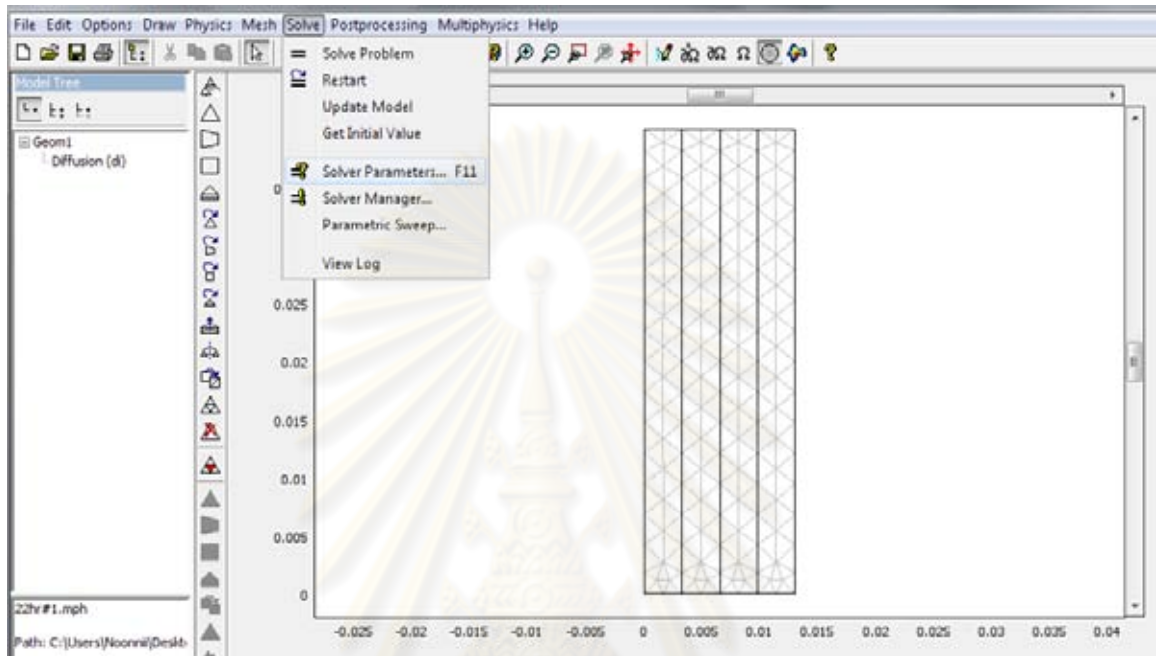 File Edit Options Draw Physics Mesh Solve Postprocessing Multiphysics Help
Model Tree
Geom1
Diffusion (di)
Solve Problem
Restart
Update Model
Get Initial Value
Solver Parameters... F11
Solver Manager...
Parametric Sweep...
View Log
0.025
0.02
0.015
0.01
0.005
0
-0.025 -0.02 -0.015 -0.01 -0.005 0 0.005 0.01 0.015 0.02 0.025 0.03 0.035 0.04
22hr#1.mph
Path: C:\Users\Noonnii\Deskt